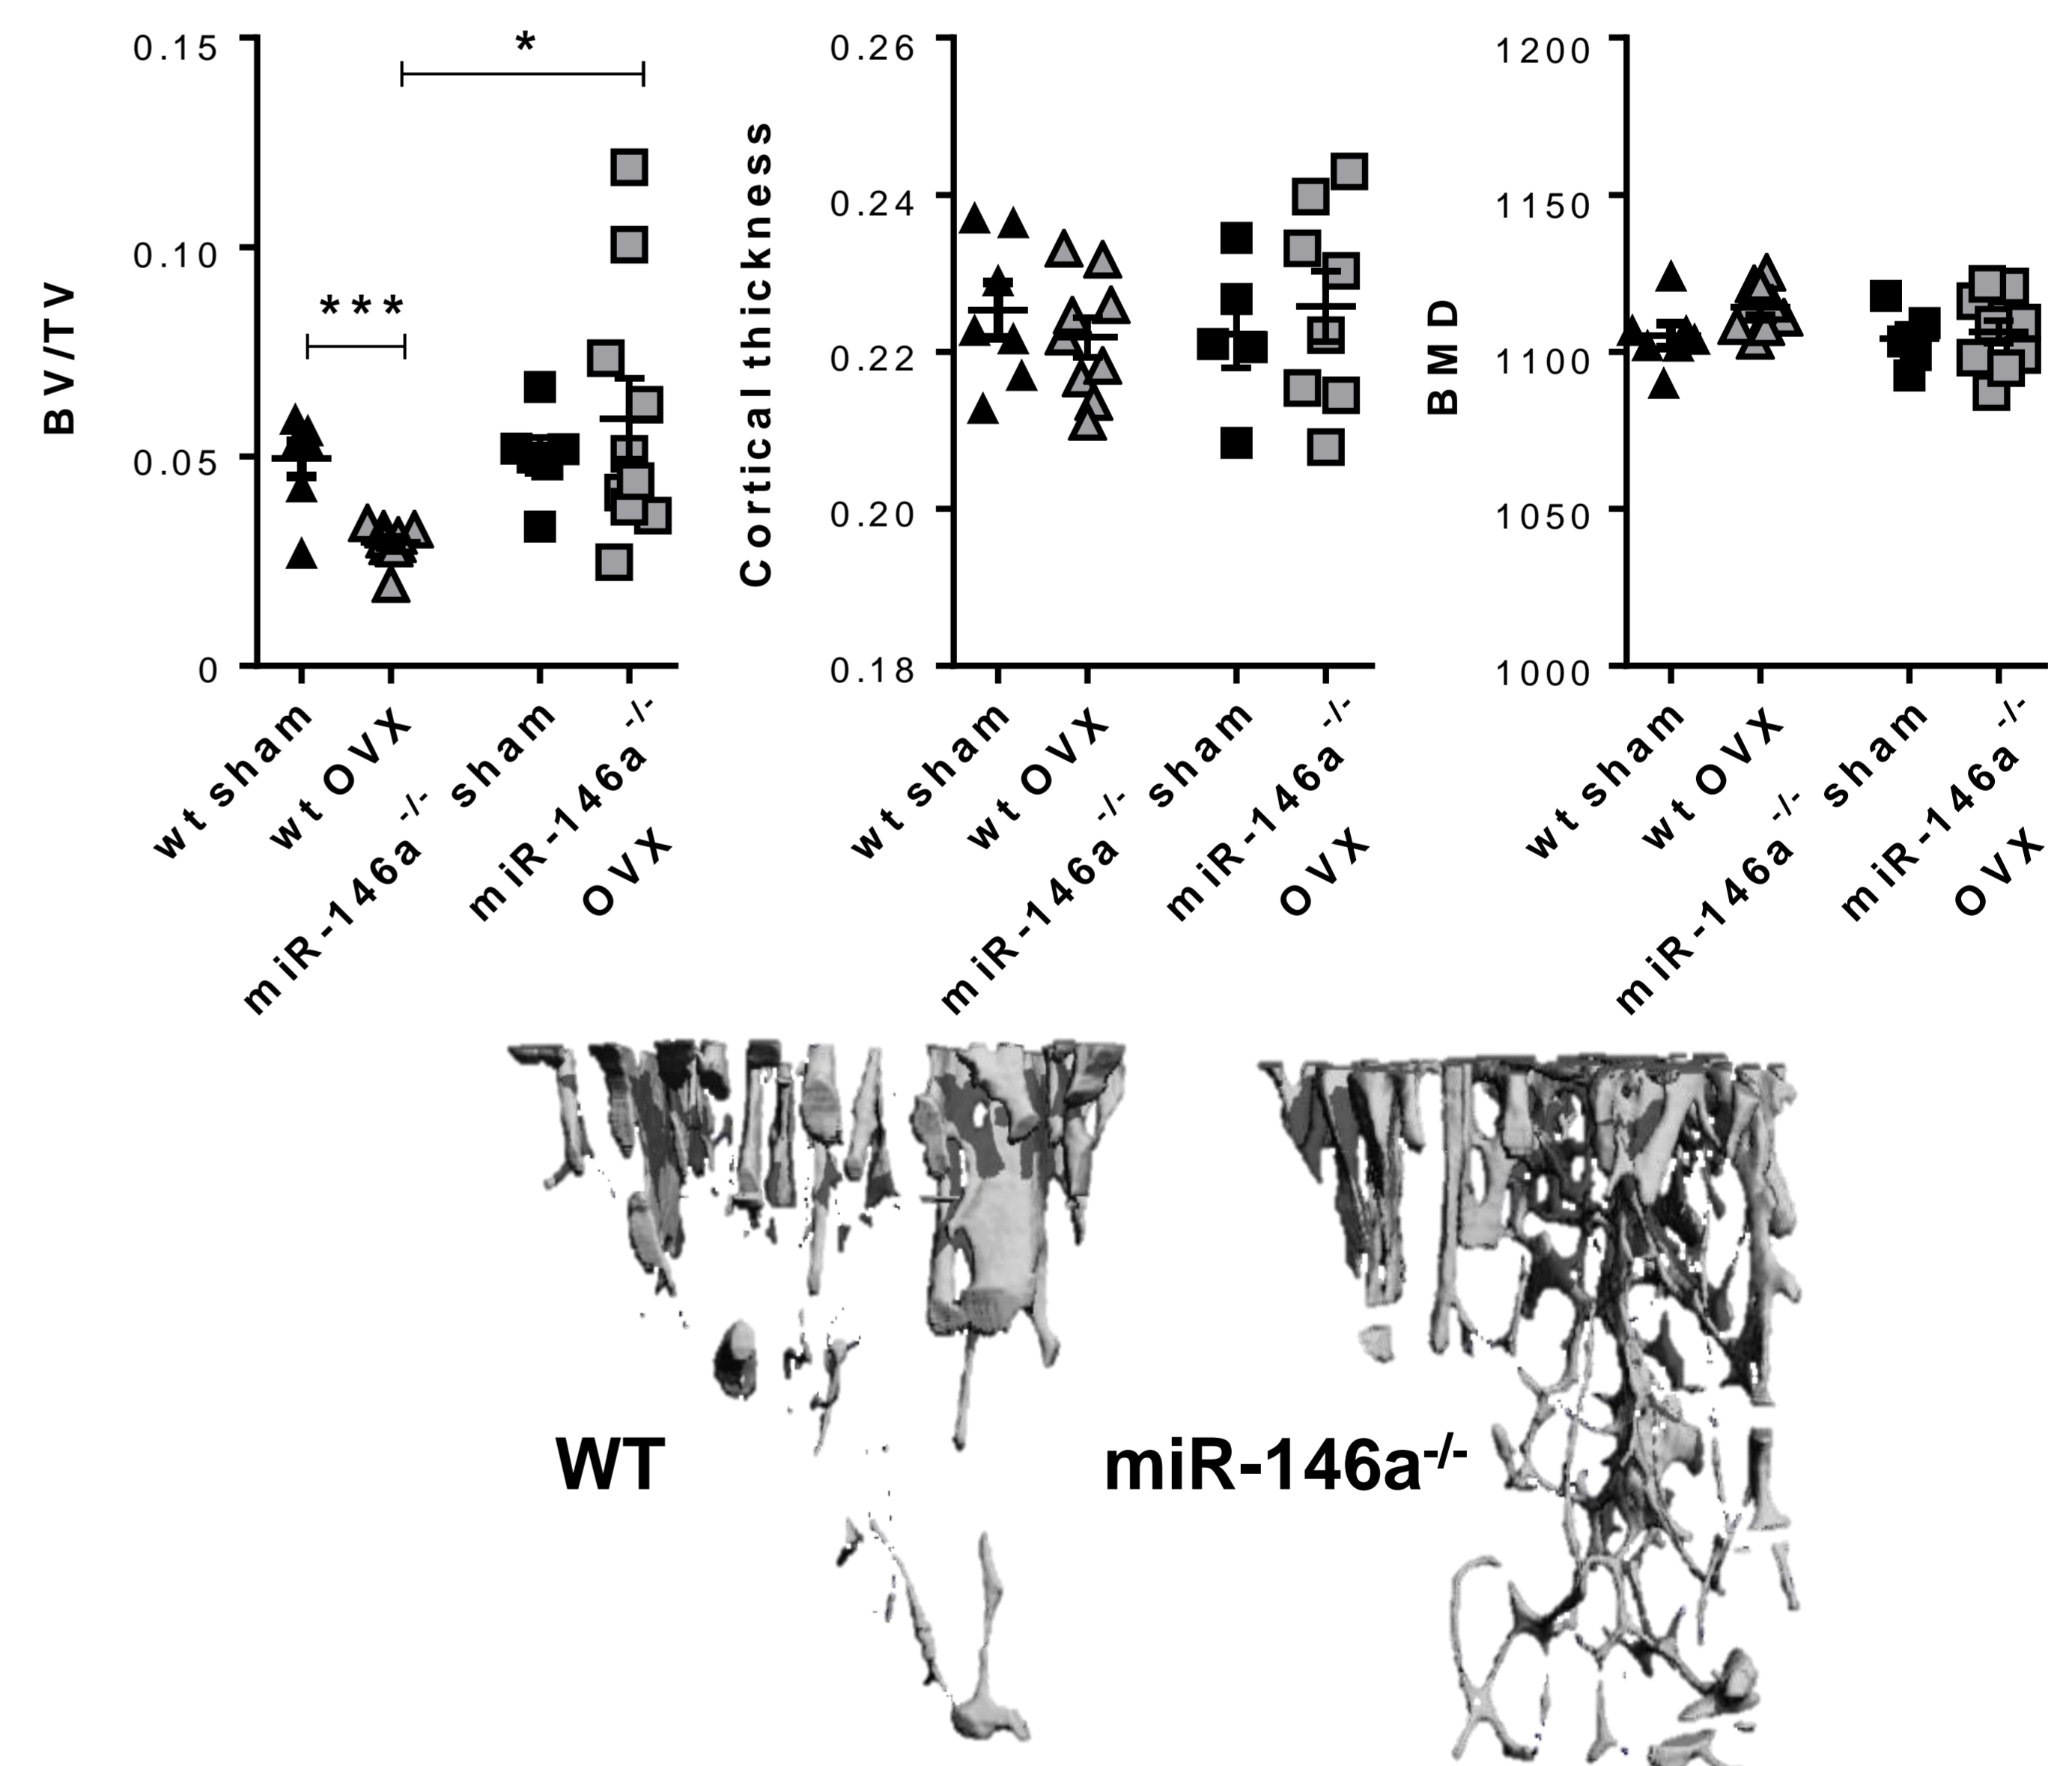 BV/TV
0.15
0.10
0.05
0
***
*
wt sham
wt OVX
miR-146a -/- sham
miR-146a -/-
OVX
Cortical thickness
0.26
0.24
0.22
0.20
0.18
wt sham
wt OVX
miR-146a -/- sham
miR-146a -/-
OVX
BMD
1200
1150
1100
1050
1000
wt sham
wt OVX
miR-146a -/- sham
miR-146a -/-
OVX
WT
miR-146a-/-